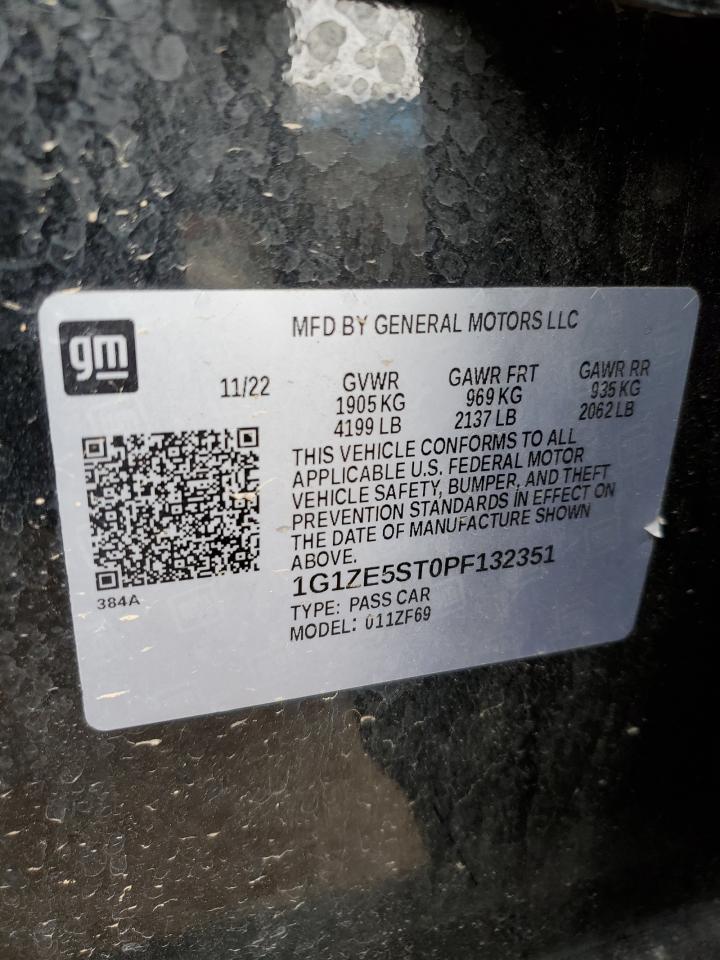 gm
MFD BY GENERAL MOTORS LLC
11/22
GVWR
1905 KG
4199 LB
GAWR FRT
969 KG
2137 LB
GAWR RR
935 KG
2062 LB
THIS VEHICLE CONFORMS TO ALL
APPLICABLE U.S. FEDERAL MOTOR
VEHICLE SAFETY, BUMPER, AND THEFT
PREVENTION STANDARDS IN EFFECT ON
THE DATE OF MANUFACTURE SHOWN
ABOVE.
1G1ZE5ST0PF132351
384A
TYPE: PASS CAR
MODEL: 011ZF69